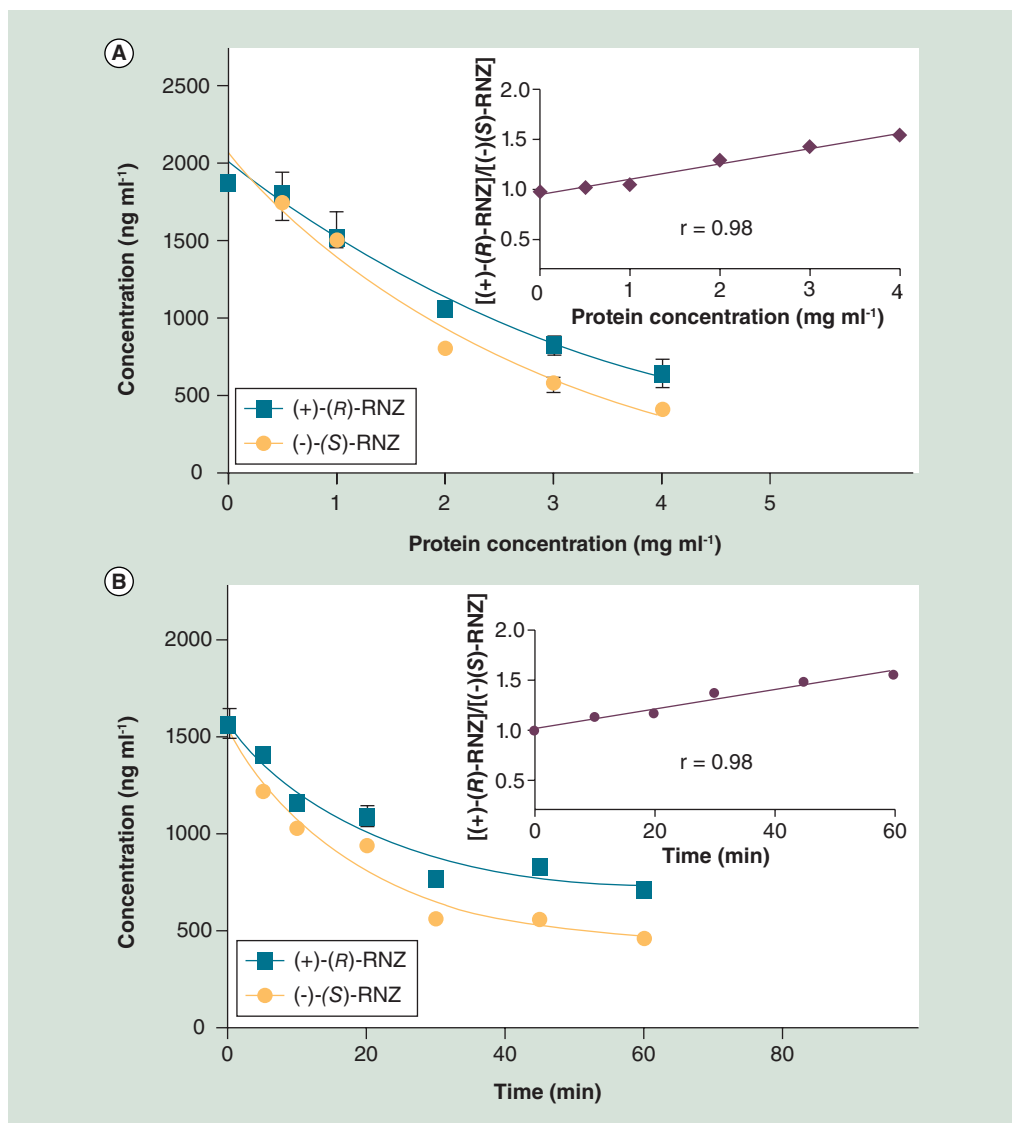 A
2500
2000
1500
1000
500
0
Concentration (ng ml⁻¹)
0 1 2 3 4 5
Protein concentration (mg ml⁻¹)
(+)-(R)-RNZ
(-)-(S)-RNZ
[(+)-(R)-RNZ]/[(-)(S)-RNZ]
2.0
1.5
1.0
0.5
r = 0.98
0 1 2 3 4
Protein concentration (mg ml⁻¹)
B
2000
1500
1000
500
0
Concentration (ng ml⁻¹)
0 20 40 60 80
Time (min)
(+)-(R)-RNZ
(-)-(S)-RNZ
[(+)-(R)-RNZ]/[(-)(S)-RNZ]
2.0
1.5
1.0
0.5
r = 0.98
0 20 40 60
Time (min)